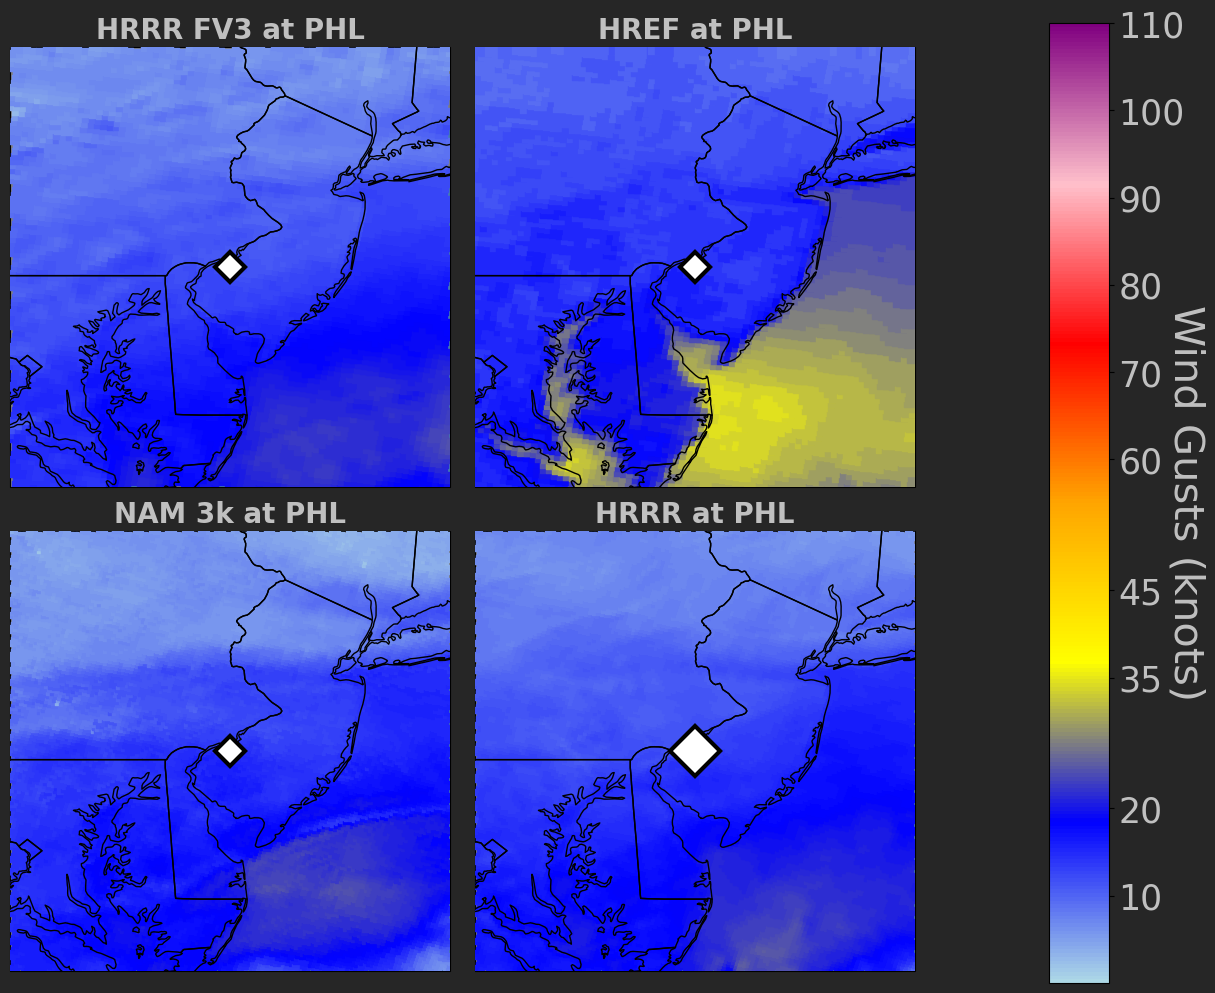 HRRR FV3 at PHL
HREF at PHL
NAM 3k at PHL
HRRR at PHL
110
100
90
80
70
60
45
35
20
10
Wind Gusts (knots)